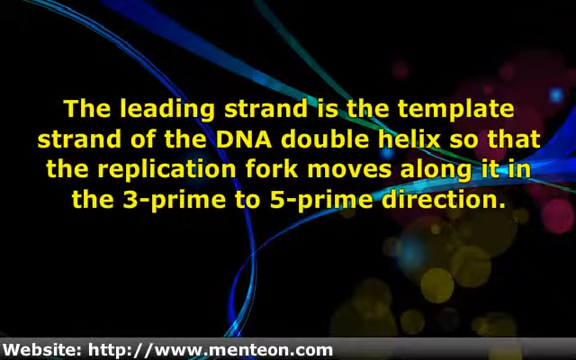 The leading strand is the template
strand of the DNA double helix so that
the replication fork moves along it in
the 3-prime to 5-prime direction.
Website: http://www.menteon.com